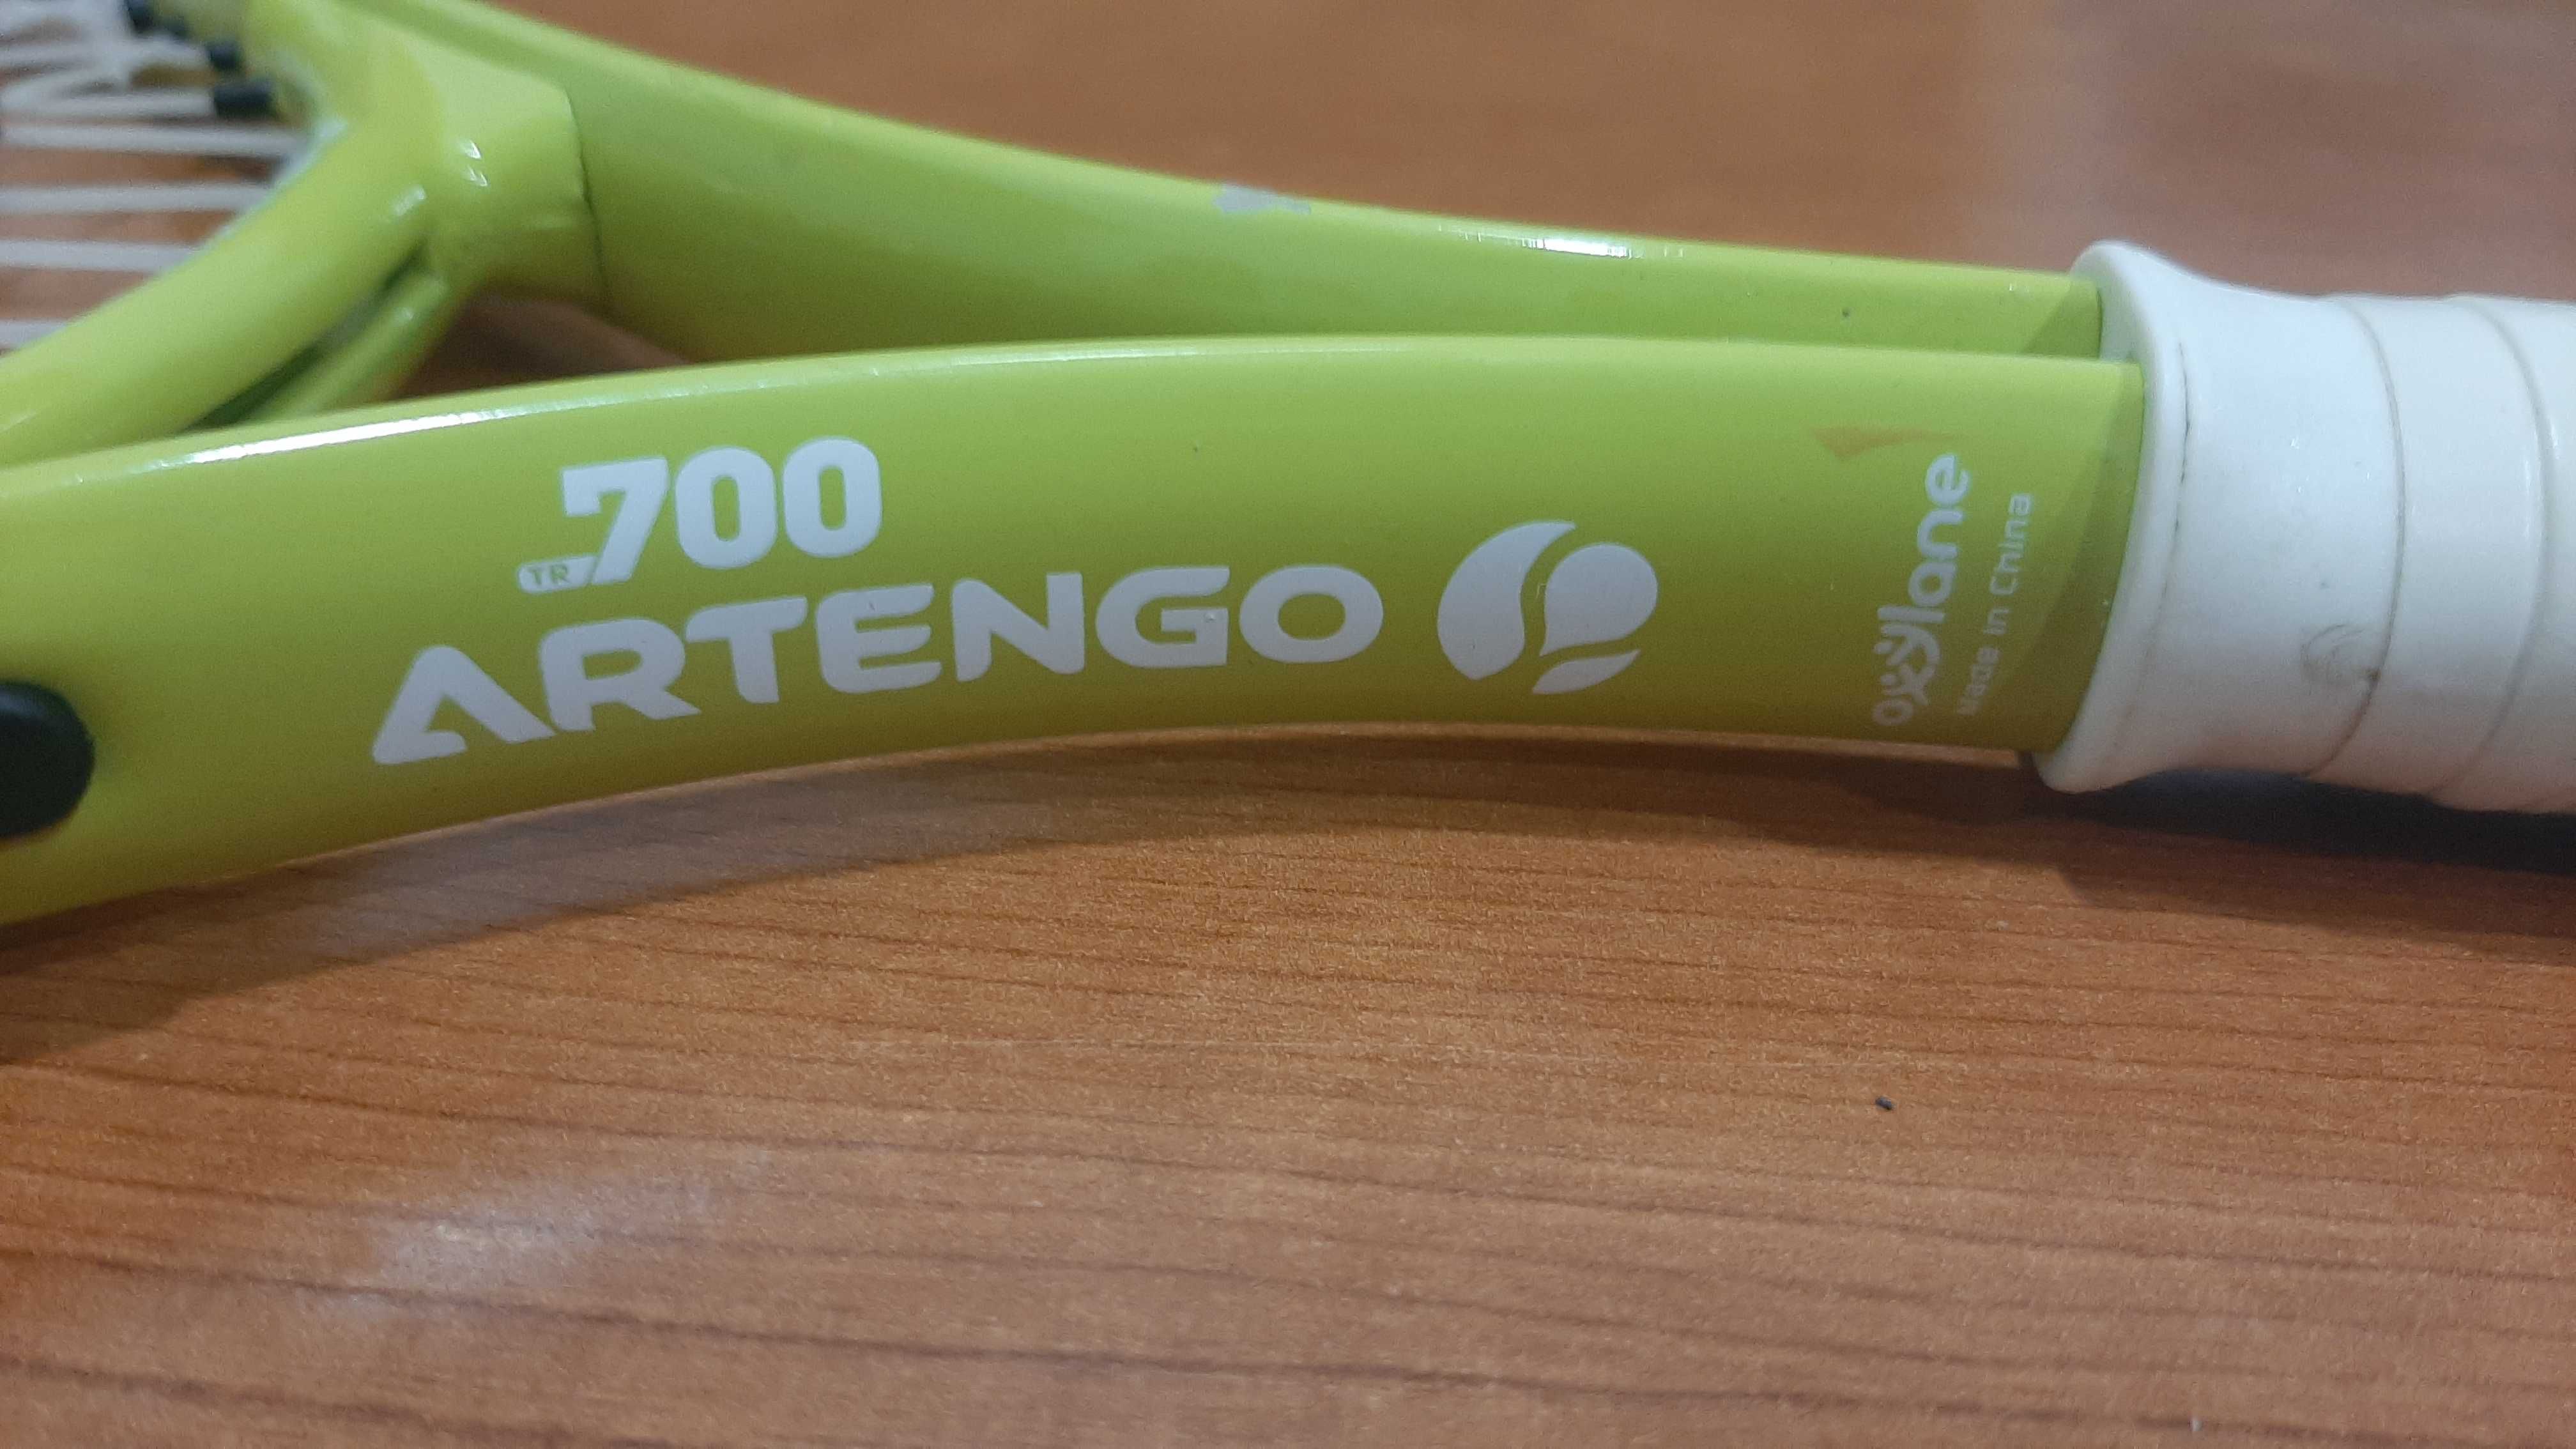 TR 700
ARTENGO
oxylane
Made in China